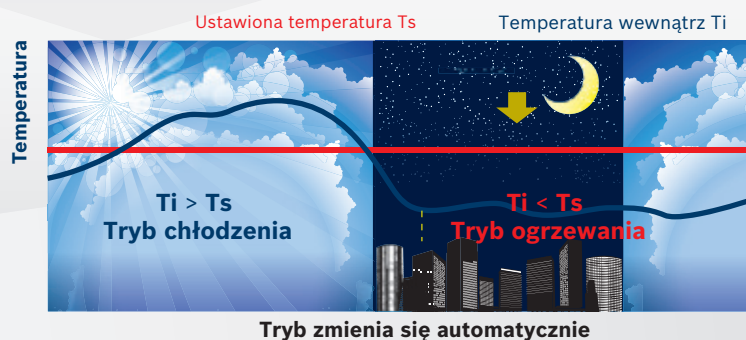 Ustawiona temperatura Ts
Temperatura wewnątrz Ti
Temperatura
Ti > Ts
Tryb chłodzenia
Ti < Ts
Tryb ogrzewania
Tryb zmienia się automatycznie